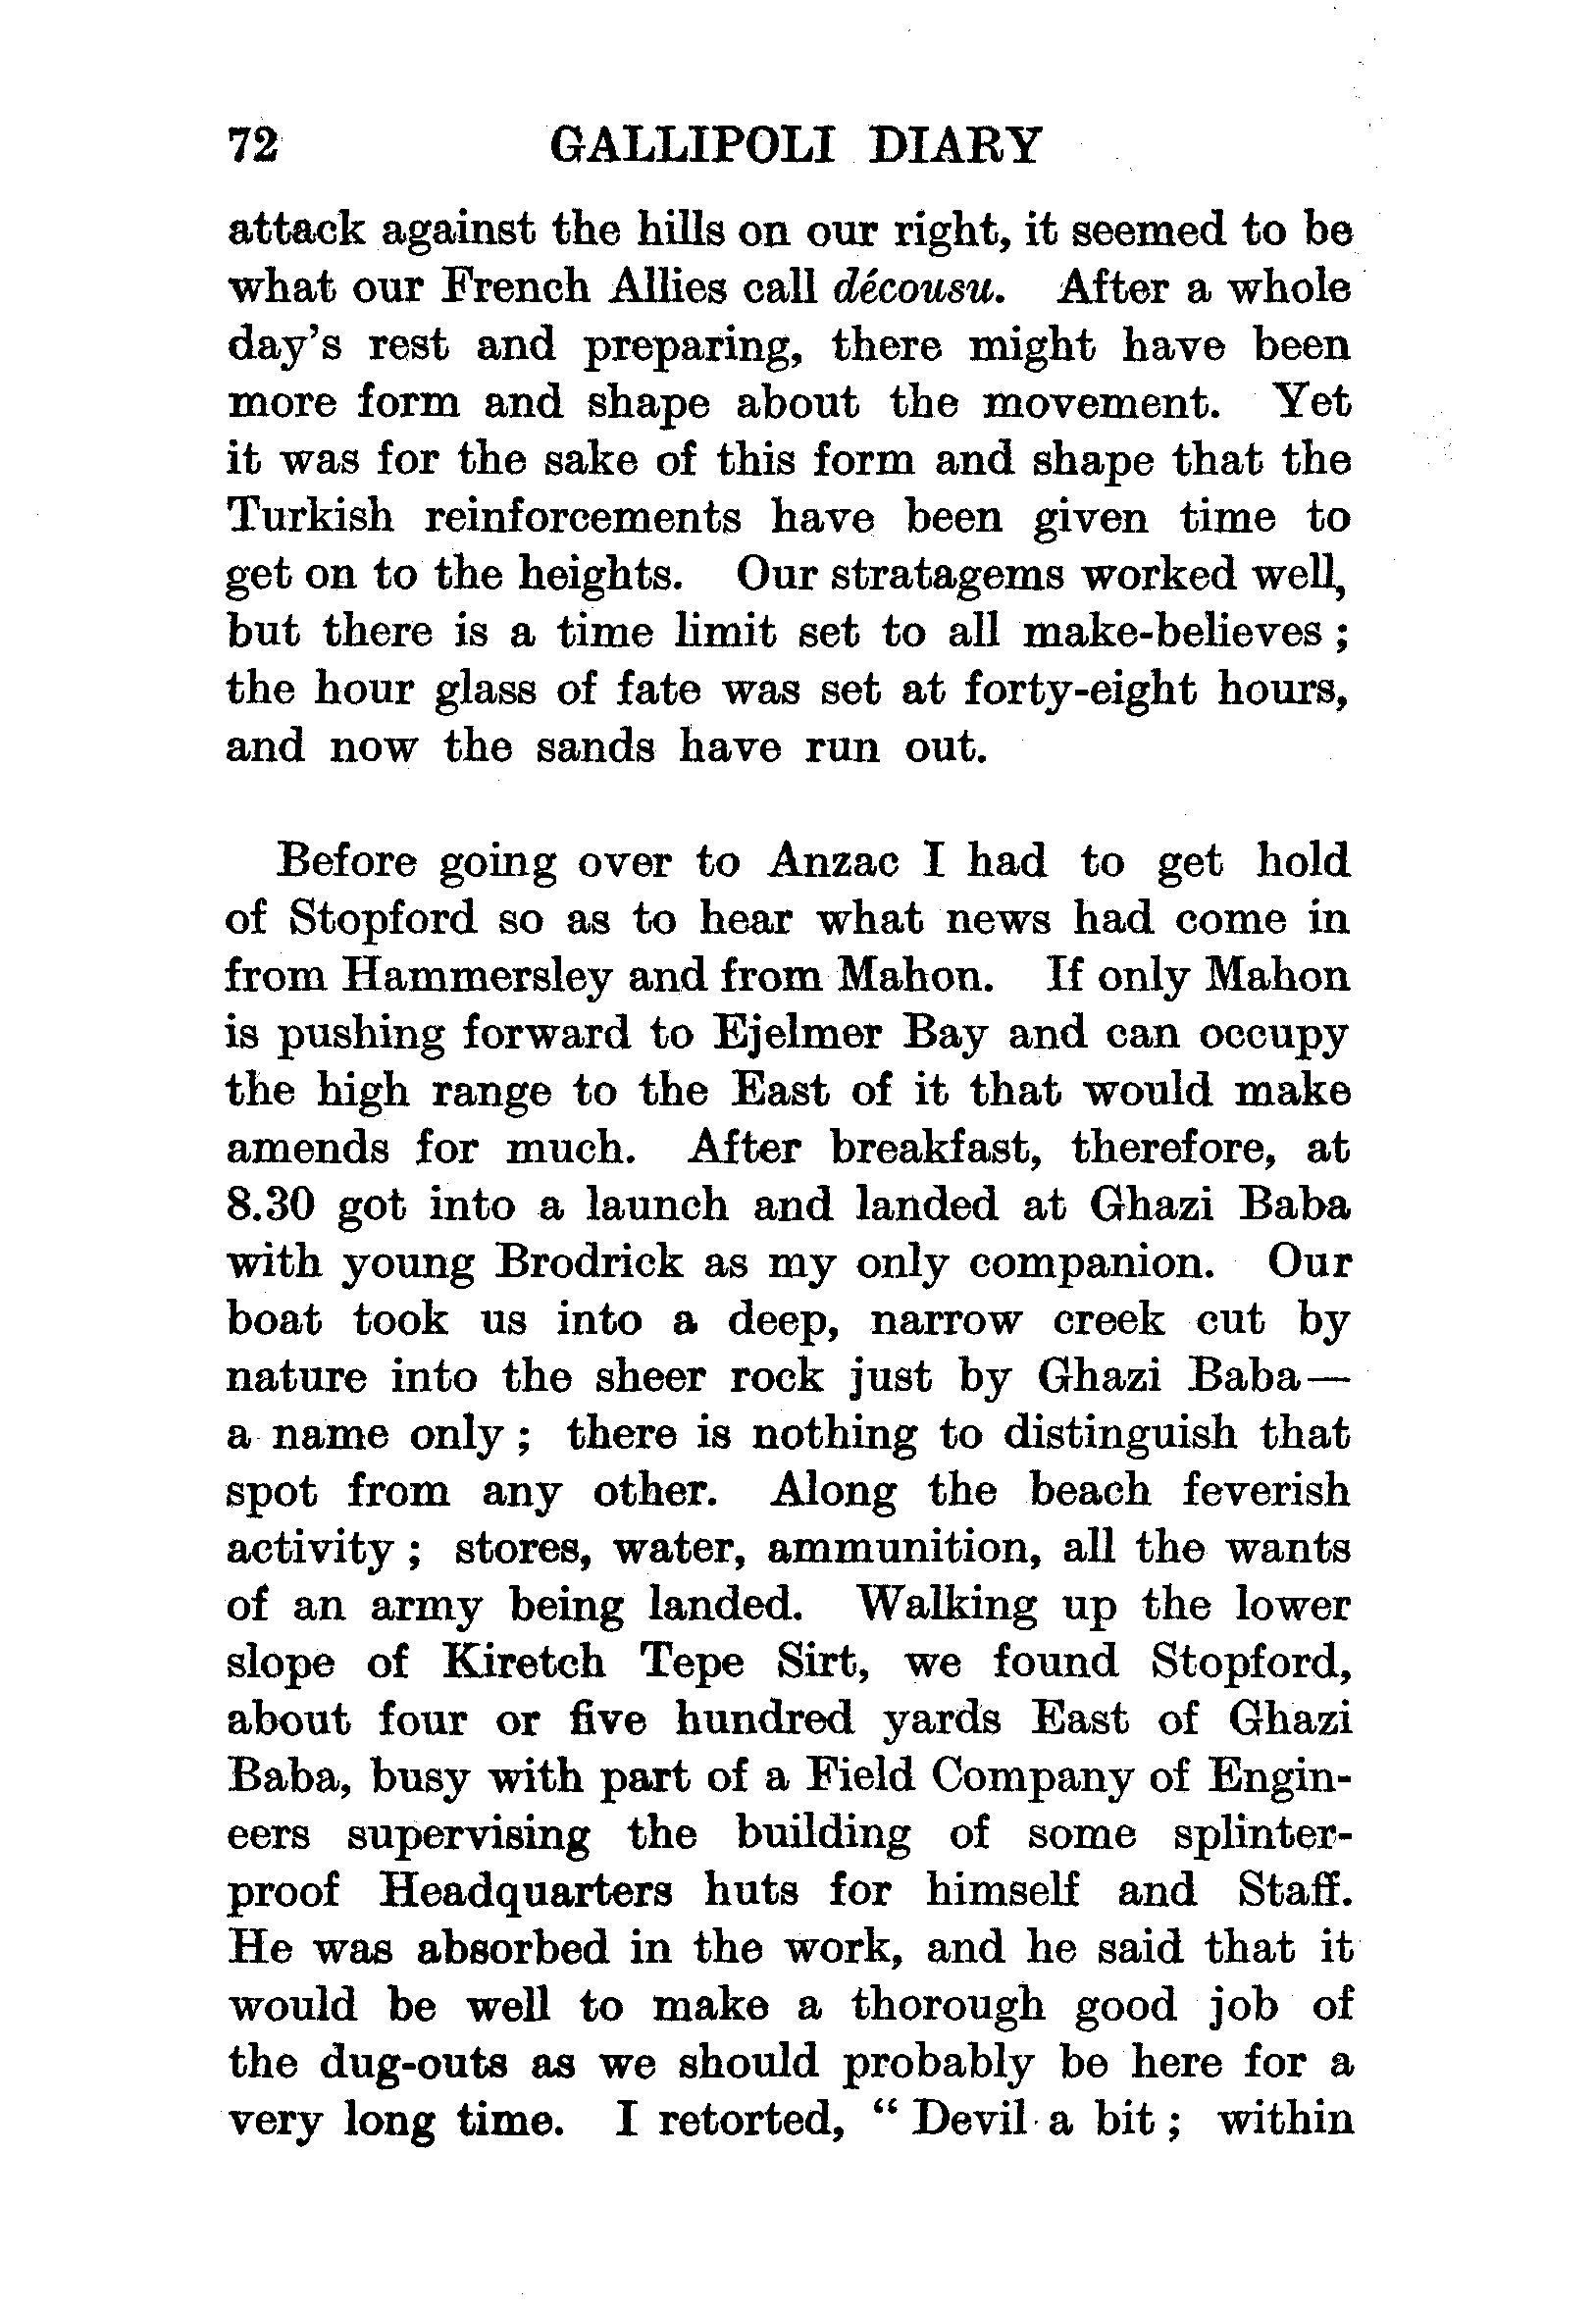 72 GALLIPOLI DIARY
attack against the hills on our right, it seemed to be
what our French Allies call décousu. After a whole
day's rest and preparing, there might have been
more form and shape about the movement. Yet
it was for the sake of this form and shape that the
Turkish reinforcements have been given time to
get on to the heights. Our stratagems worked well,
but there is a time limit set to all make-believes ;
the hour glass of fate was set at forty-eight hours,
and now the sands have run out.
Before going over to Anzac I had to get hold
of Stopford so as to hear what news had come in
from Hammersley and from Mahon. If only Mahon
is pushing forward to Ejelmer Bay and can occupy
the high range to the East of it that would make
amends for much. After breakfast, therefore, at
8.30 got into a launch and landed at Ghazi Baba
with young Brodrick as my only companion. Our
boat took us into a deep, narrow creek cut by
nature into the sheer rock just by Ghazi Baba—
a name only ; there is nothing to distinguish that
spot from any other. Along the beach feverish
activity ; stores, water, ammunition, all the wants
of an army being landed. Walking up the lower
slope of Kiretch Tepe Sirt, we found Stopford,
about four or five hundred yards East of Ghazi
Baba, busy with part of a Field Company of Engin-
eers supervising the building of some splinter-
proof Headquarters huts for himself and Staff.
He was absorbed in the work, and he said that it
would be well to make a thorough good job of
the dug-outs as we should probably be here for a
very long time. I retorted, “ Devil a bit ; within